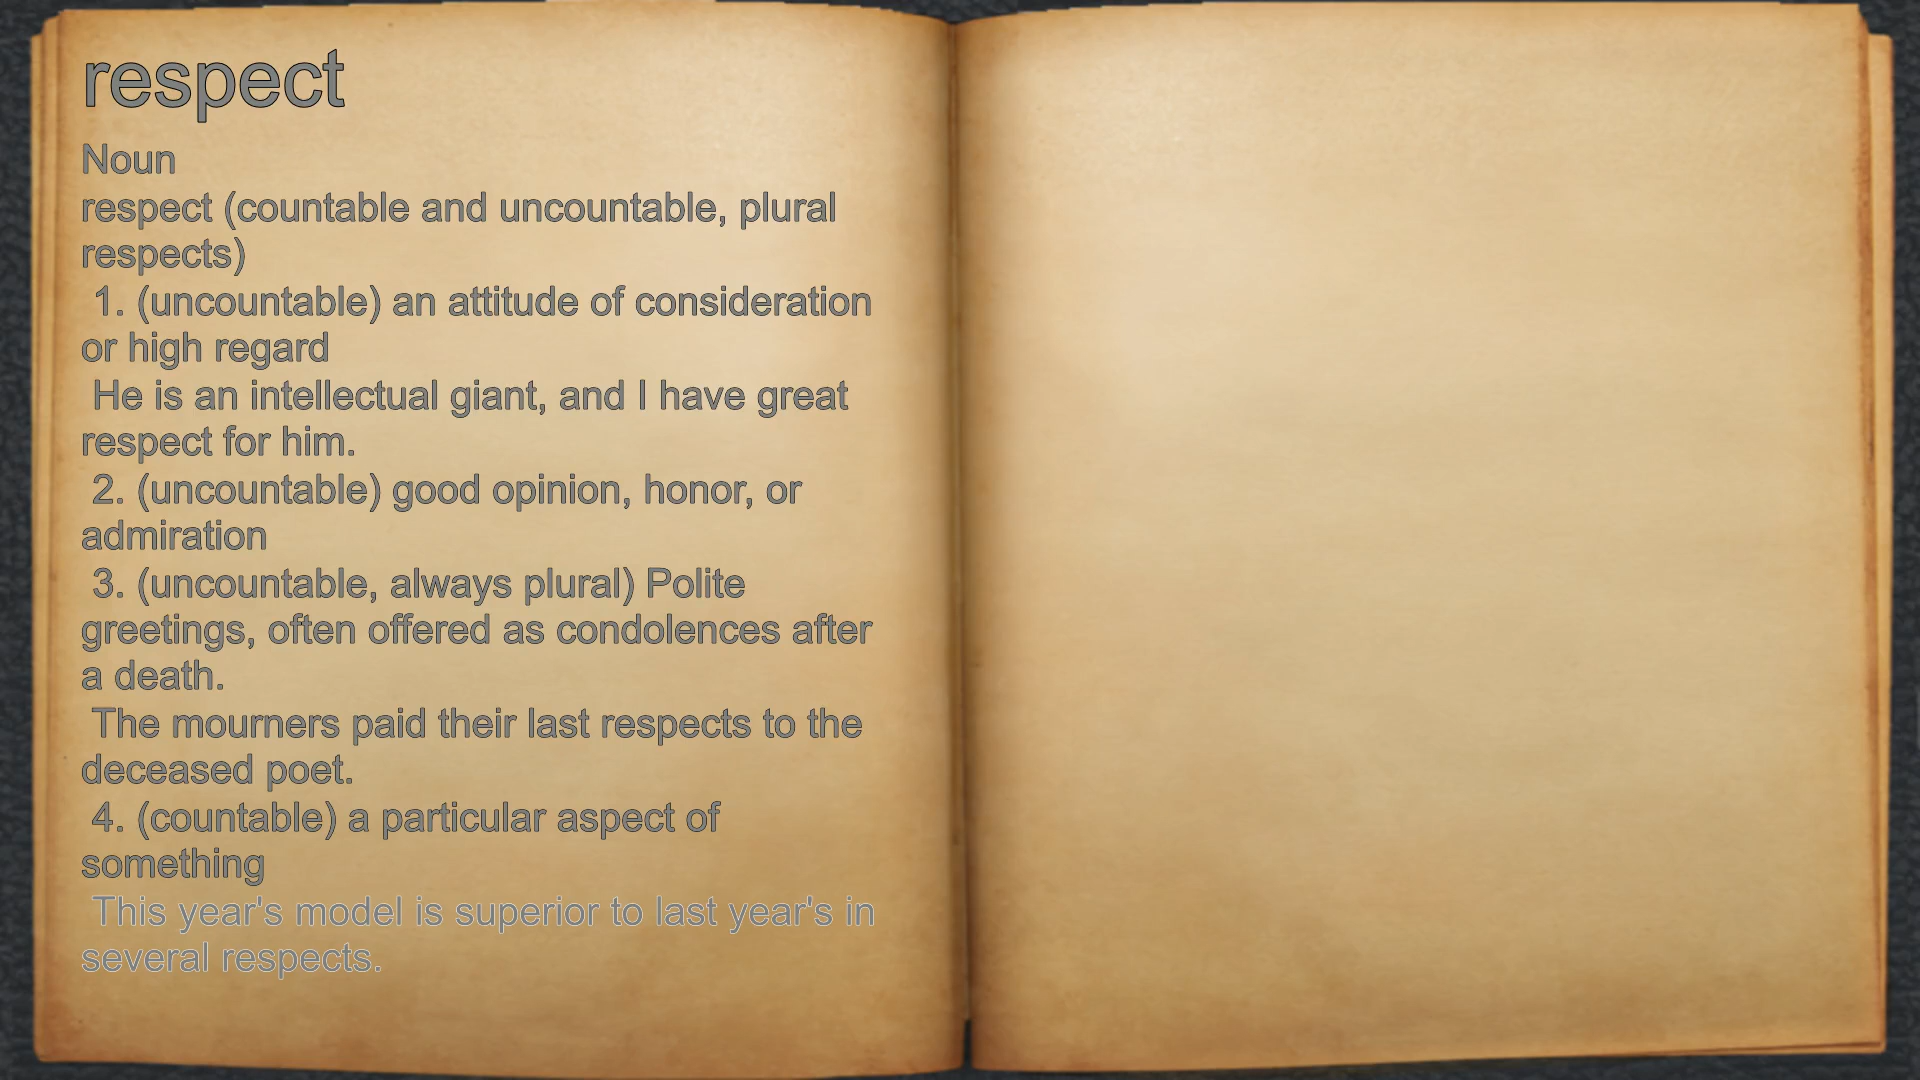 respect
Noun
respect (countable and uncountable, plural
respects)
1. (uncountable) an attitude of consideration
or high regard
He is an intellectual giant, and I have great
respect for him.
2. (uncountable) good opinion, honor, or
admiration
3. (uncountable, always plural) Polite
greetings, often offered as condolences after
a death.
The mourners paid their last respects to the
deceased poet.
4. (countable) a particular aspect of
something
This year's model is superior to last year's in
several respects.